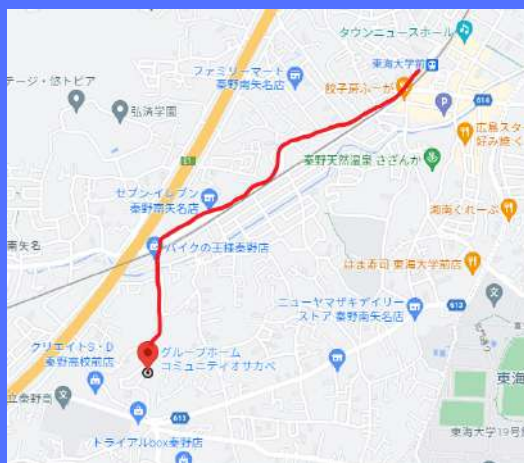 タウンニュースホール
東海大学前
ファミリーマート
秦野南矢名店
餃子房ふーが
テージ・悠トピア
弘済学園
P
614
広島スタ
好み焼く
秦野天然温泉 さざんか
E1
セブン-イレブン
秦野南矢名店
湘南くれーぷ
南矢名
バイクの王様秦野店
はま寿司 東海大学前店
ニューヤマザキデイリー
ストア 秦野南矢名店
613
文
グループホーム
コミュニティオサカベ
クリエイトS・D
秦野高校前店
東海
立秦野高
文
613
東海大学19号館
トライアルbox秦野店